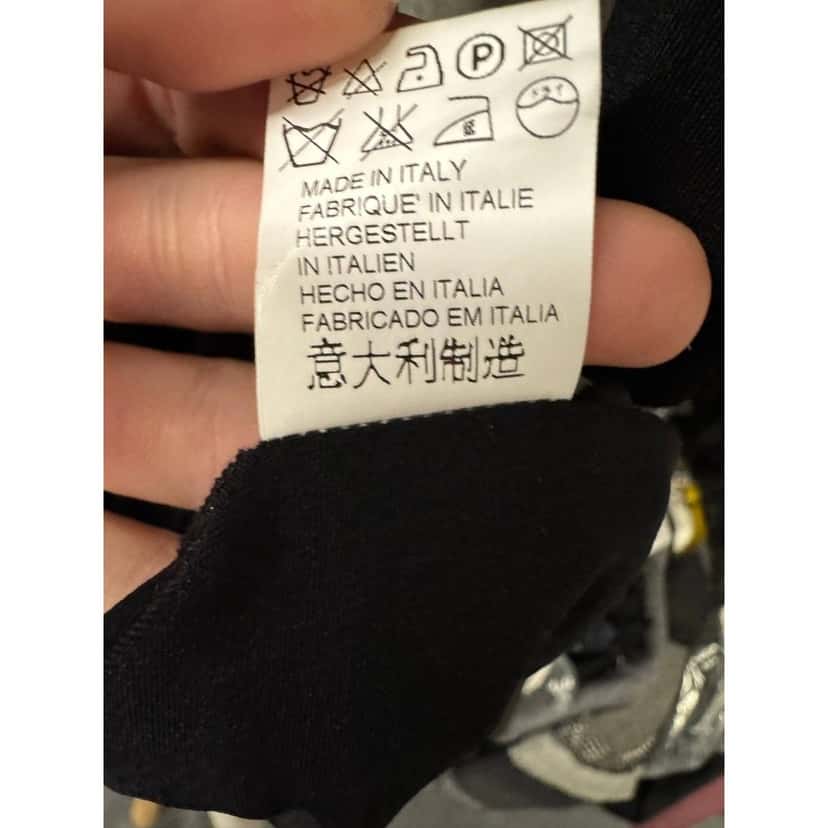 P
MADE IN ITALY
FABRIQUE' IN ITALIE
HERGESTELLT
IN ITALIEN
HECHO EN ITALIA
FABRICADO EM ITALIA
意大利制造